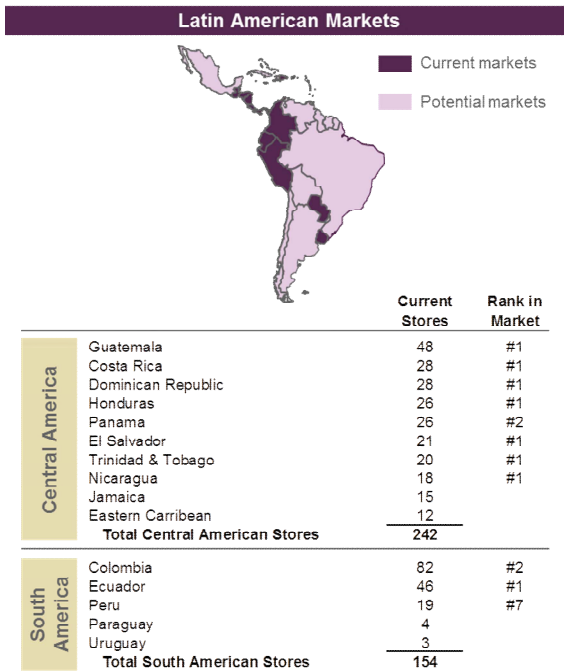 Latin American Markets
Current markets
Potential markets
Current Stores Rank in Market
Central America
Guatemala 48 #1
Costa Rica 28 #1
Dominican Republic 28 #1
Honduras 26 #1
Panama 26 #2
El Salvador 21 #1
Trinidad & Tobago 20 #1
Nicaragua 18 #1
Jamaica 15
Eastern Carribean 12
Total Central American Stores 242
South America
Colombia 82 #2
Ecuador 46 #1
Peru 19 #7
Paraguay 4
Uruguay 3
Total South American Stores 154